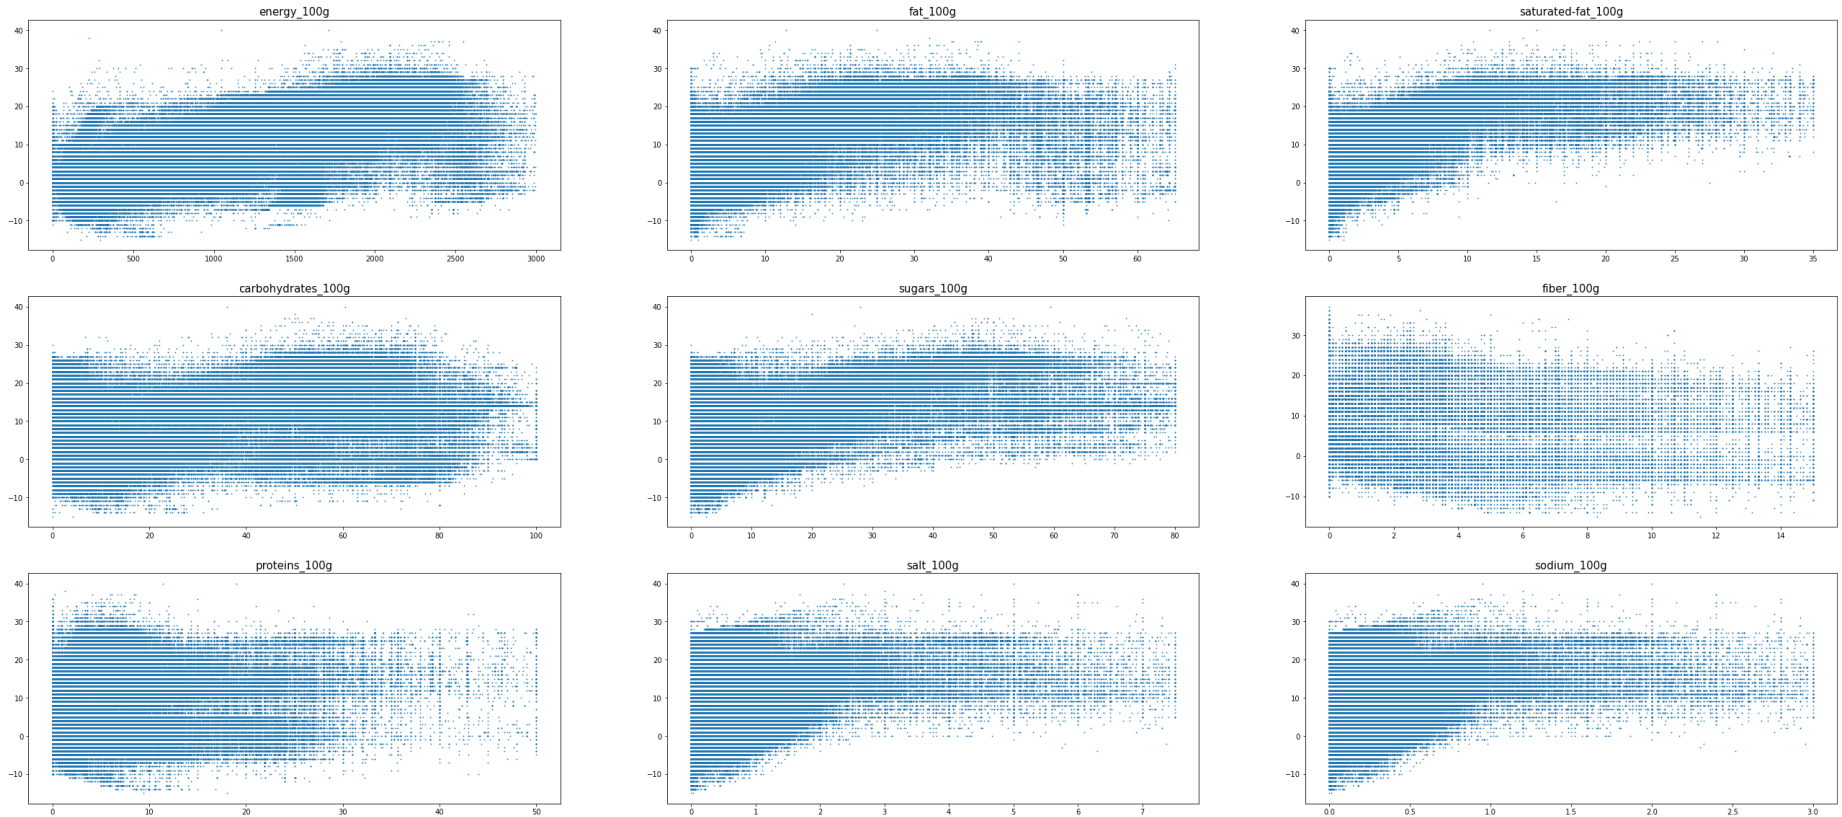 energy_100g
fat_100g
saturated-fat_100g
40
30
20
10
0
−10
0 500 1000 1500 2000 2500 3000
40
30
20
10
0
−10
0 10 20 30 40 50 60
40
30
20
10
0
−10
0 5 10 15 20 25 30 35
carbohydrates_100g
sugars_100g
fiber_100g
40
30
20
10
0
−10
0 20 40 60 80 100
40
30
20
10
0
−10
0 10 20 30 40 50 60 70 80
30
20
10
0
−10
0 2 4 6 8 10 12 14
proteins_100g
salt_100g
sodium_100g
40
30
20
10
0
−10
0 10 20 30 40 50
40
30
20
10
0
−10
0 1 2 3 4 5 6 7
40
30
20
10
0
−10
0.0 0.5 1.0 1.5 2.0 2.5 3.0